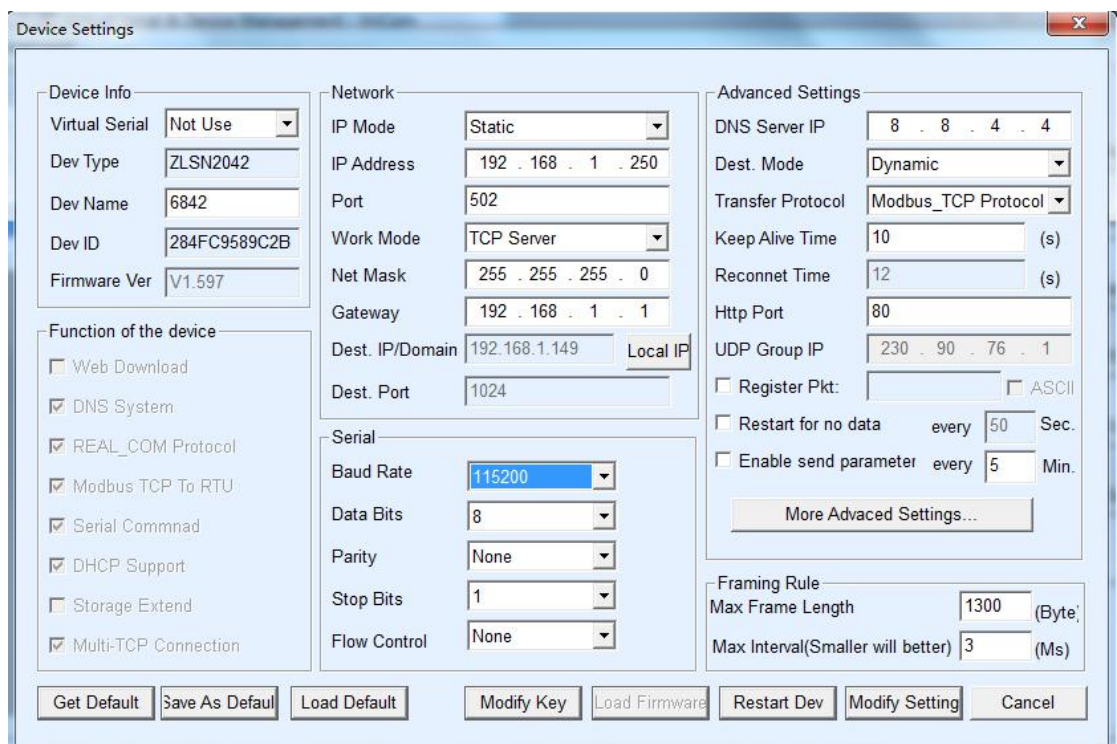 Device Settings
x
Device Info
Virtual Serial Not Use
Dev Type ZLSN2042
Dev Name 6842
Dev ID 284FC9589C2B
Firmware Ver V1.597
Function of the device
Web Download
DNS System
REAL_COM Protocol
Modbus TCP To RTU
Serial Commnad
DHCP Support
Storage Extend
Multi-TCP Connection
Network
IP Mode Static
IP Address 192 . 168 . 1 . 250
Port 502
Work Mode TCP Server
Net Mask 255 . 255 . 255 . 0
Gateway 192 . 168 . 1 . 1
Dest. IP/Domain 192.168.1.149 Local IP
Dest. Port 1024
Serial
Baud Rate 115200
Data Bits 8
Parity None
Stop Bits 1
Flow Control None
Advanced Settings
DNS Server IP 8 . 8 . 4 . 4
Dest. Mode Dynamic
Transfer Protocol Modbus_TCP Protocol
Keep Alive Time 10 (s)
Reconnet Time 12 (s)
Http Port 80
UDP Group IP 230 . 90 . 76 . 1
Register Pkt: ASCII
Restart for no data every 50 Sec.
Enable send parameter every 5 Min.
More Advaced Settings...
Framing Rule
Max Frame Length 1300 (Byte)
Max Interval(Smaller will better) 3 (Ms)
Get Default Save As Defaul Load Default Modify Key Load Firmware Restart Dev Modify Setting Cancel